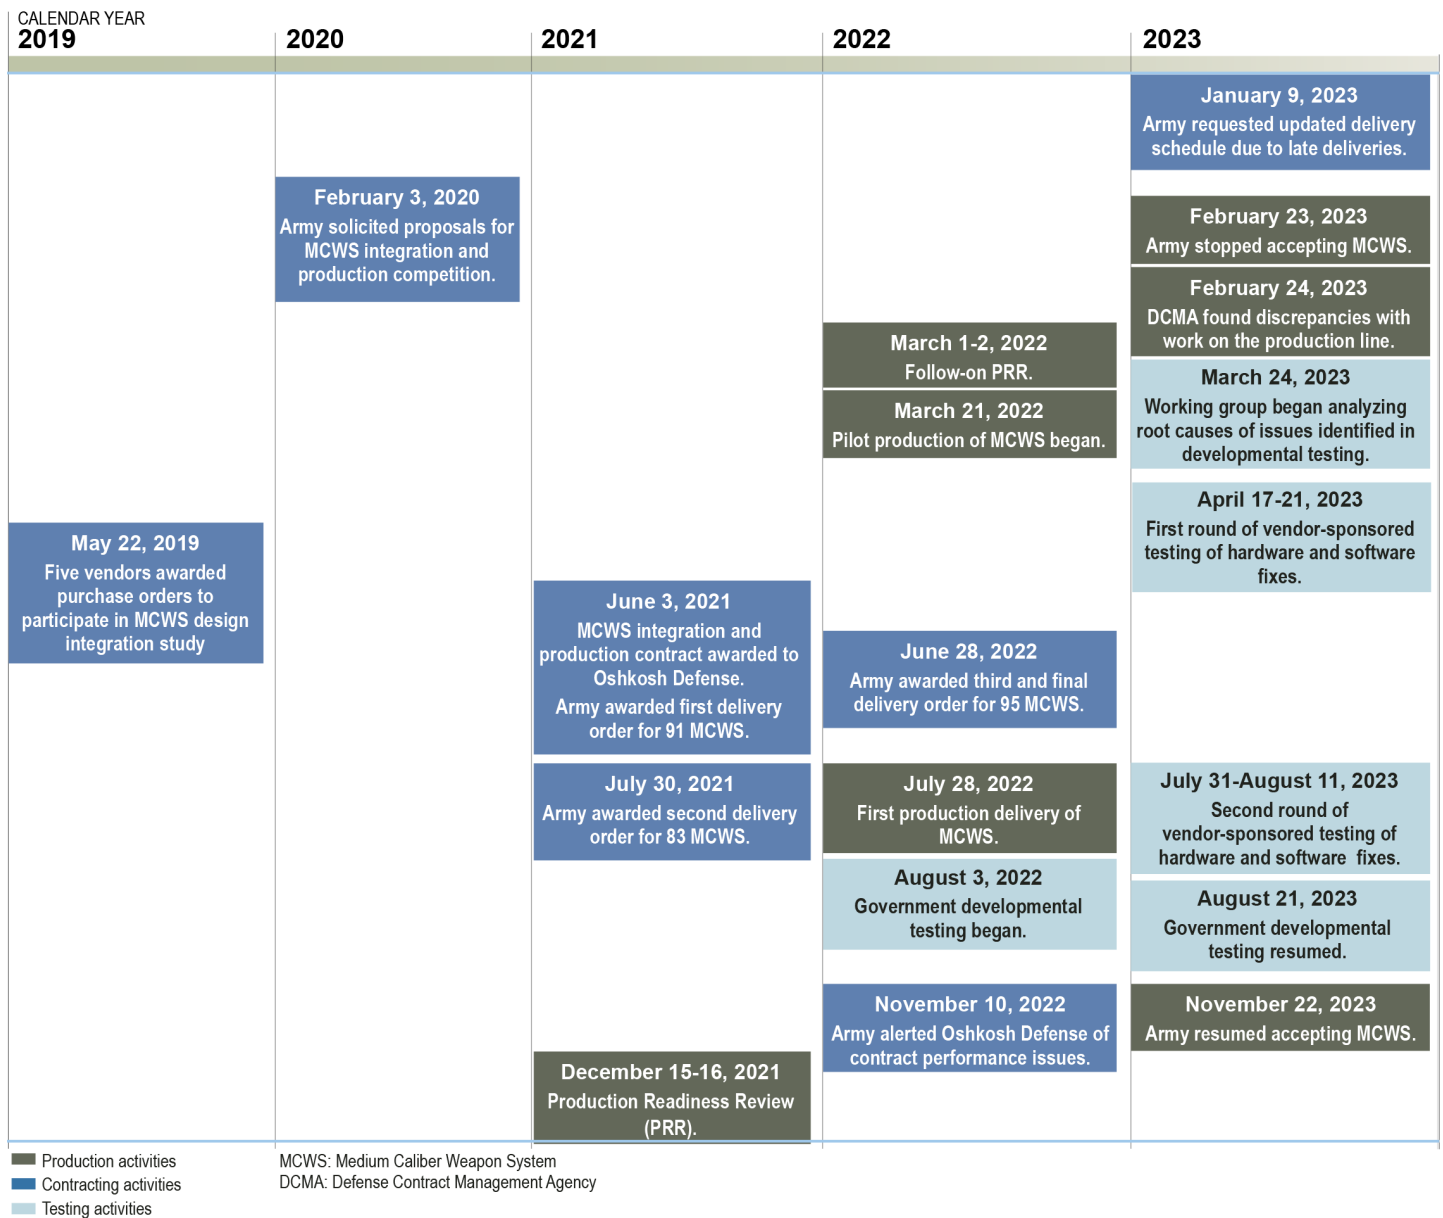 CALENDAR YEAR
2019
2020
2021
2022
2023
May 22, 2019
Five vendors awarded
purchase orders to
participate in MCWS design
integration study
February 3, 2020
Army solicited proposals for
MCWS integration and
production competition.
June 3, 2021
MCWS integration and
production contract awarded to
Oshkosh Defense.
Army awarded first delivery
order for 91 MCWS.
July 30, 2021
Army awarded second delivery
order for 83 MCWS.
December 15-16, 2021
Production Readiness Review
(PRR).
March 1-2, 2022
Follow-on PRR.
March 21, 2022
Pilot production of MCWS began.
June 28, 2022
Army awarded third and final
delivery order for 95 MCWS.
July 28, 2022
First production delivery of
MCWS.
August 3, 2022
Government developmental
testing began.
November 10, 2022
Army alerted Oshkosh Defense of
contract performance issues.
January 9, 2023
Army requested updated delivery
schedule due to late deliveries.
February 23, 2023
Army stopped accepting MCWS.
February 24, 2023
DCMA found discrepancies with
work on the production line.
March 24, 2023
Working group began analyzing
root causes of issues identified in
developmental testing.
April 17-21, 2023
First round of vendor-sponsored
testing of hardware and software
fixes.
July 31-August 11, 2023
Second round of
vendor-sponsored testing of
hardware and software fixes.
August 21, 2023
Government developmental
testing resumed.
November 22, 2023
Army resumed accepting MCWS.
Production activities
Contracting activities
Testing activities
MCWS: Medium Caliber Weapon System
DCMA: Defense Contract Management Agency